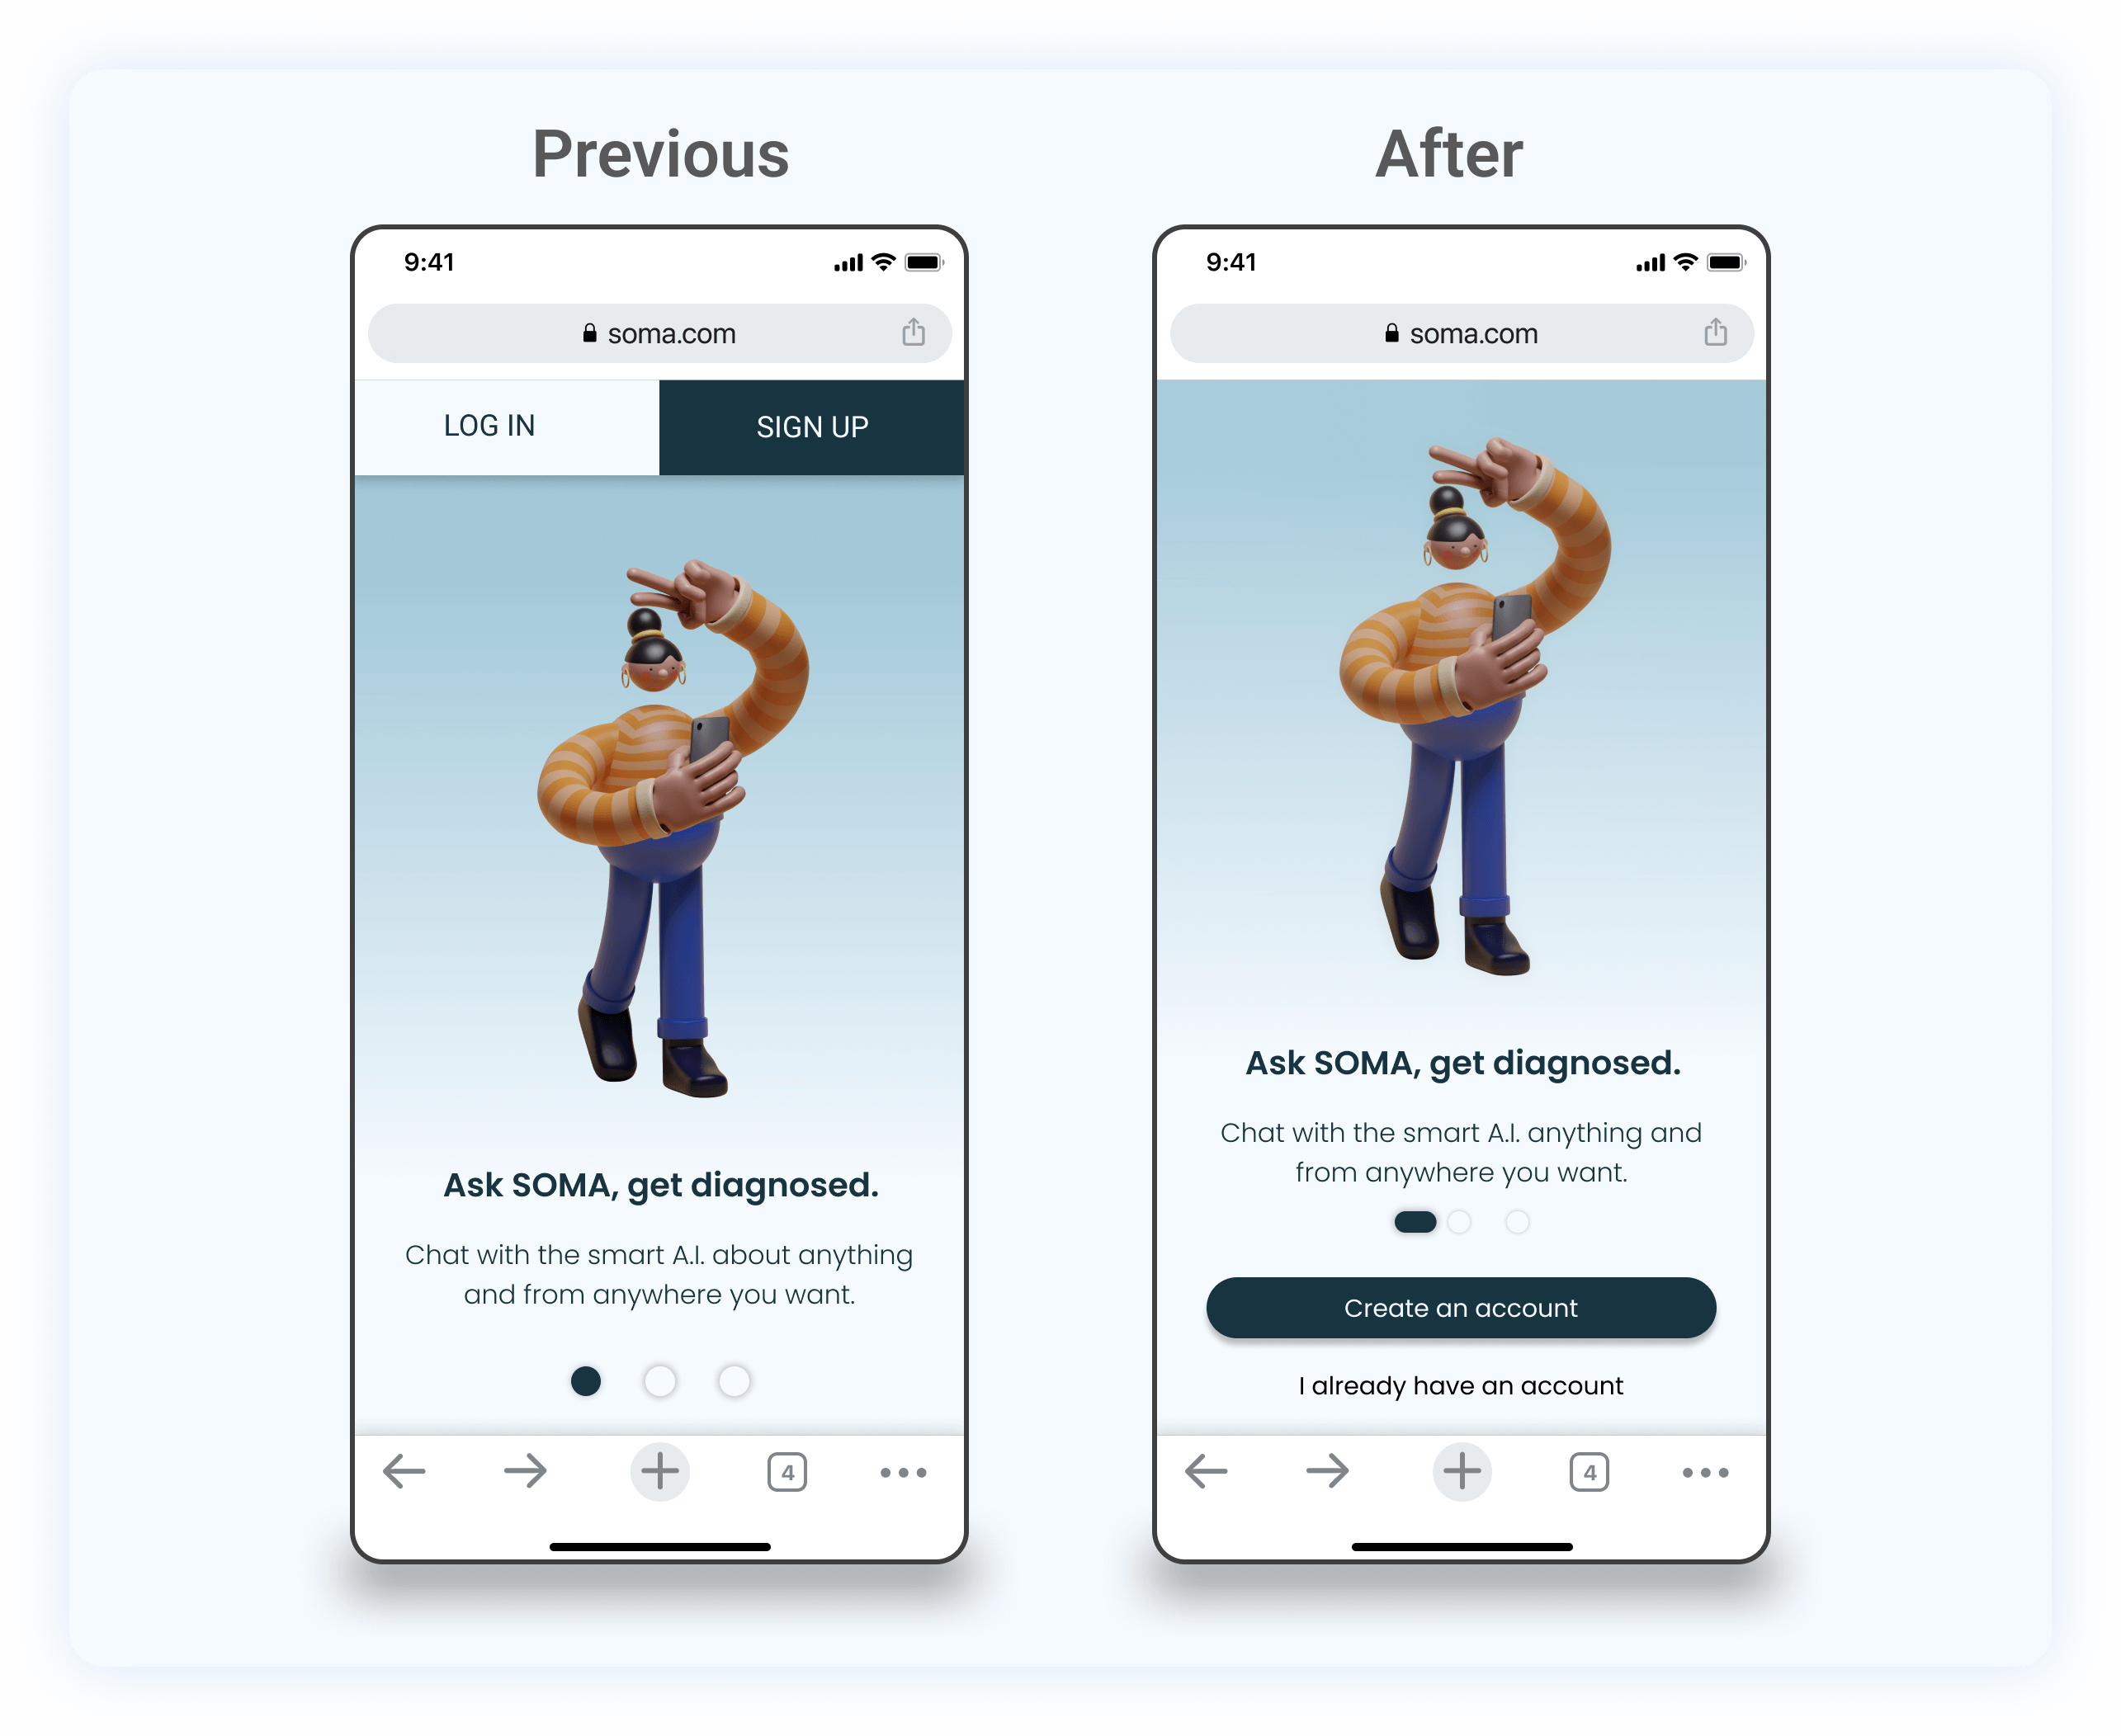 Previous
After
9:41
soma.com
LOG IN
SIGN UP
Ask SOMA, get diagnosed.
Chat with the smart A.I. about anything
and from anywhere you want.
4
9:41
soma.com
Ask SOMA, get diagnosed.
Chat with the smart A.I. anything and
from anywhere you want.
Create an account
I already have an account
4